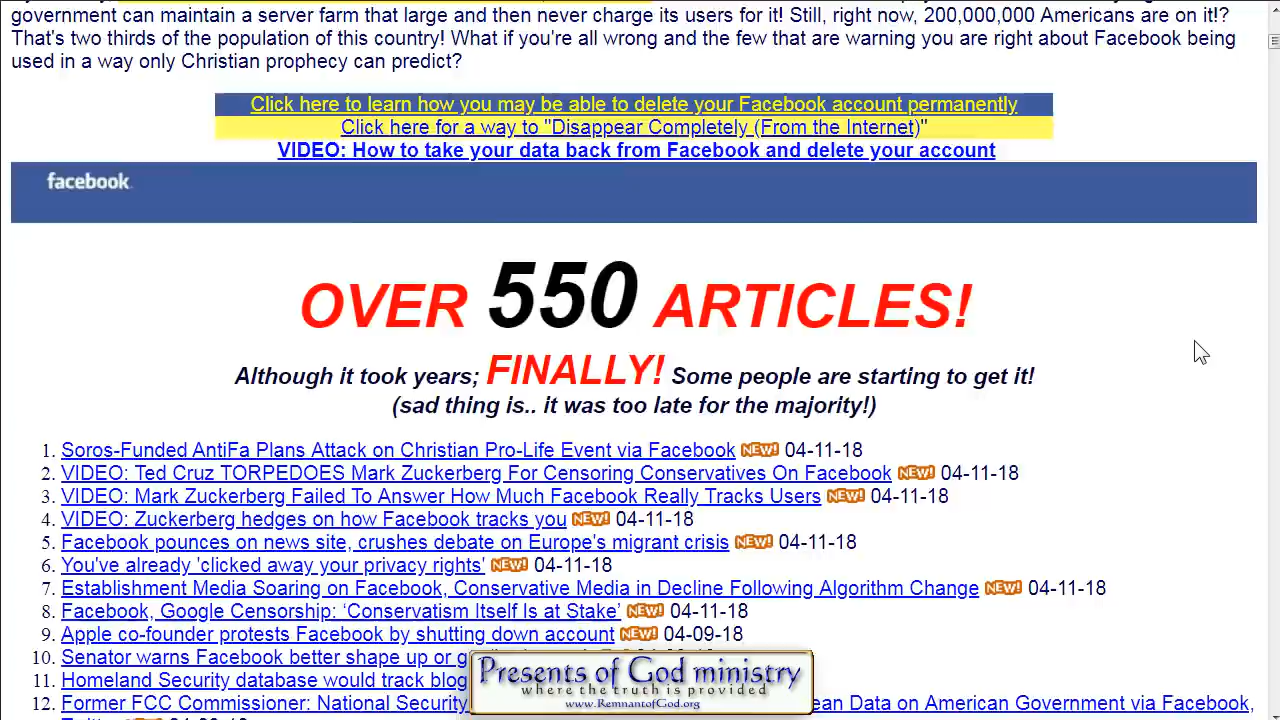 government can maintain a server farm that large and then never charge its users for it! Still, right now, 200,000,000 Americans are on it!?
That's two thirds of the population of this country! What if you're all wrong and the few that are warning you are right about Facebook being
used in a way only Christian prophecy can predict?
Click here to learn how you may be able to delete your Facebook account permanently
Click here for a way to "Disappear Completely (From the Internet)"
VIDEO: How to take your data back from Facebook and delete your account
facebook
OVER 550 ARTICLES!
Although it took years; FINALLY! Some people are starting to get it!
(sad thing is.. it was too late for the majority!)
1. Soros-Funded AntiFa Plans Attack on Christian Pro-Life Event via Facebook NEW! 04-11-18
2. VIDEO: Ted Cruz TORPEDOES Mark Zuckerberg For Censoring Conservatives On Facebook NEW! 04-11-18
3. VIDEO: Mark Zuckerberg Failed To Answer How Much Facebook Really Tracks Users NEW! 04-11-18
4. VIDEO: Zuckerberg hedges on how Facebook tracks you NEW! 04-11-18
5. Facebook pounces on news site, crushes debate on Europe's migrant crisis NEW! 04-11-18
6. You've already 'clicked away your privacy rights' NEW! 04-11-18
7. Establishment Media Soaring on Facebook, Conservative Media in Decline Following Algorithm Change NEW! 04-11-18
8. Facebook, Google Censorship: ‘Conservatism Itself Is at Stake’ NEW! 04-11-18
9. Apple co-founder protests Facebook by shutting down account NEW! 04-09-18
10. Senator warns Facebook better shape up or
11. Homeland Security database would track
12. Former FCC Commissioner: National Security Data on American Government via Facebook,
Presents of God ministry
where the truth is provided
www.RemnantofGod.org